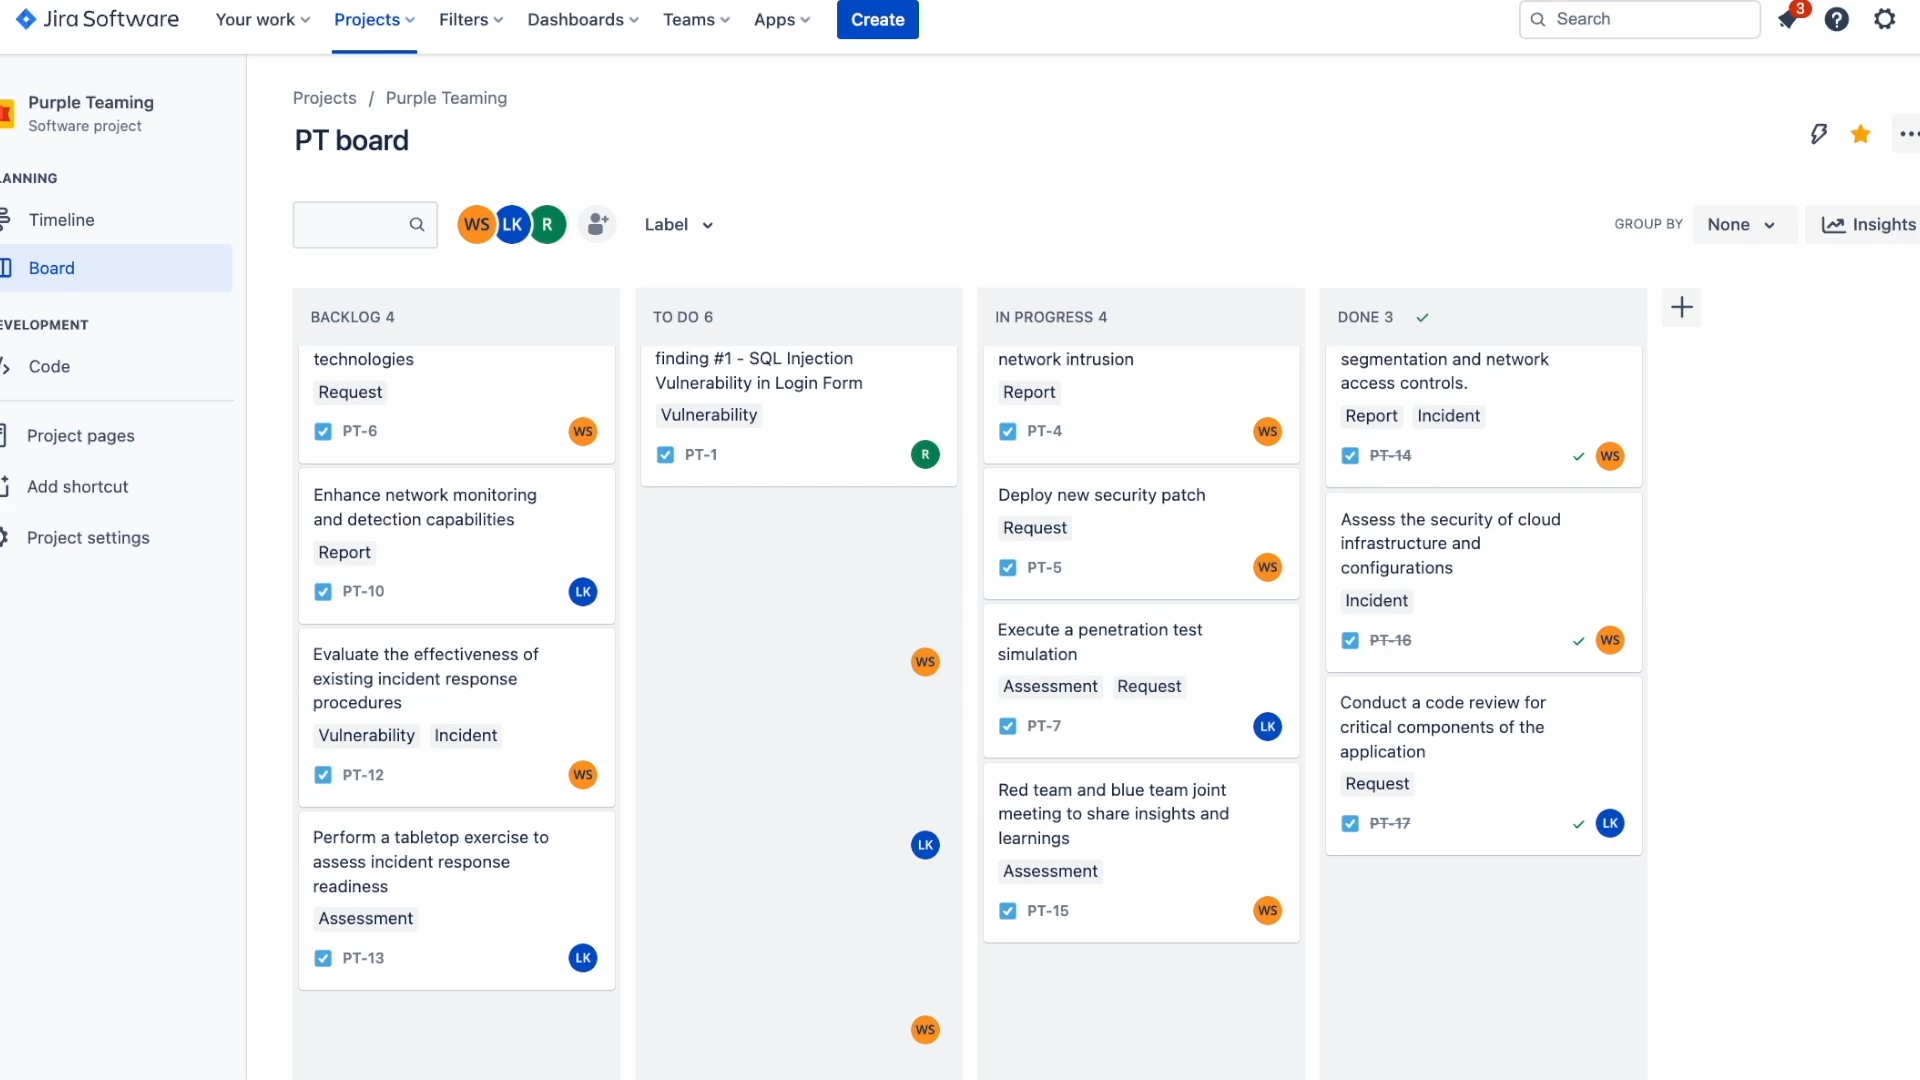 Jira Software
Your work
Projects
Filters
Dashboards
Teams
Apps
Create
Search
3
Purple Teaming
Software project
LANNING
Timeline
Board
EVELOPMENT
Code
Project pages
Add shortcut
Project settings
Projects / Purple Teaming
PT board
WS LK R
Label
GROUP BY
None
Insights
BACKLOG 4
technologies
Request
PT-6
WS
Enhance network monitoring
and detection capabilities
Report
PT-10
LK
Evaluate the effectiveness of
existing incident response
procedures
Vulnerability Incident
PT-12
WS
Perform a tabletop exercise to
assess incident response
readiness
Assessment
PT-13
LK
TO DO 6
finding #1 - SQL Injection
Vulnerability in Login Form
Vulnerability
PT-1
R
WS
LK
WS
IN PROGRESS 4
network intrusion
Report
PT-4
WS
Deploy new security patch
Request
PT-5
WS
Execute a penetration test
simulation
Assessment Request
PT-7
LK
Red team and blue team joint
meeting to share insights and
learnings
Assessment
PT-15
WS
DONE 3
segmentation and network
access controls.
Report Incident
PT-14
WS
Assess the security of cloud
infrastructure and
configurations
Incident
PT-16
WS
Conduct a code review for
critical components of the
application
Request
PT-17
LK